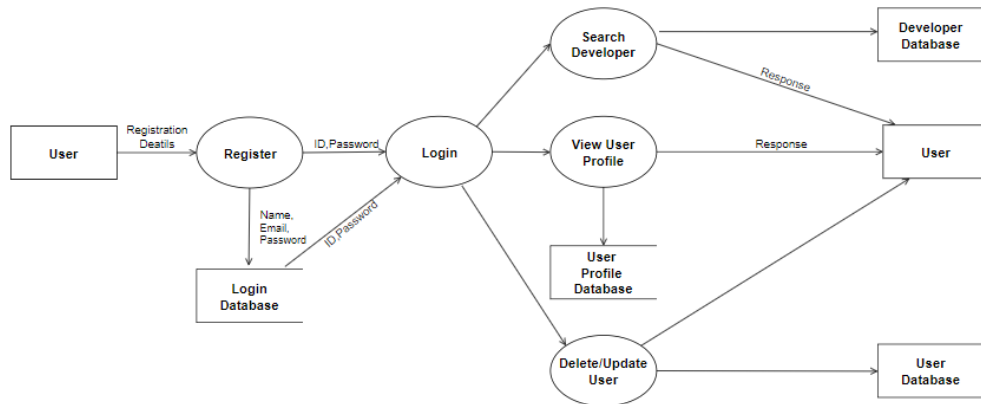 Search
Developer
Developer
Database
Response
User
Registration
Deatils
Register
ID,Password
Login
View User
Profile
Response
User
Name,
Email,
Password
ID,Password
Login
Database
User
Profile
Database
Delete/Update
User
User
Database